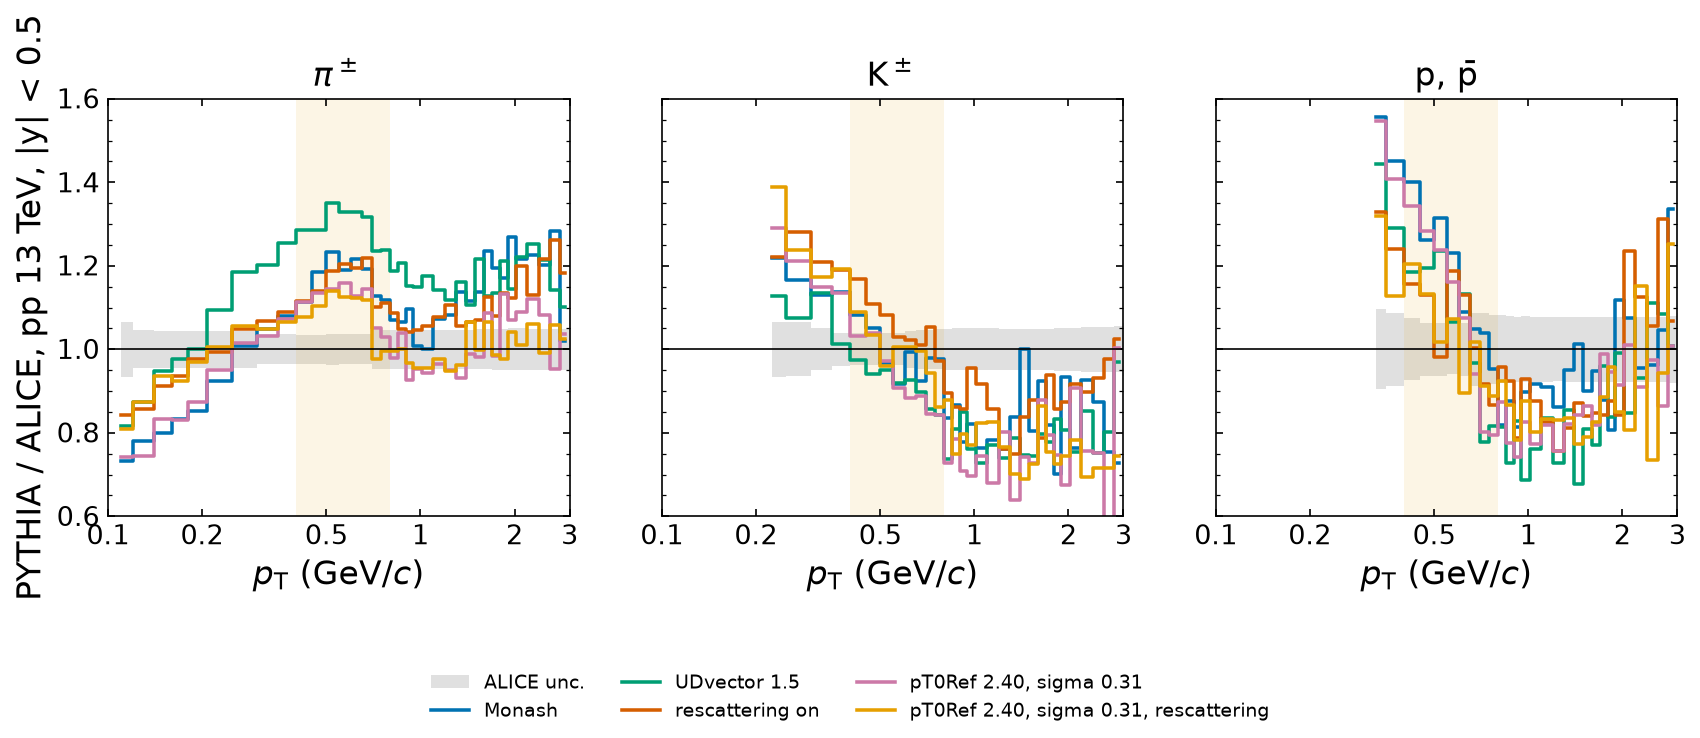 PYTHIA / ALICE, pp 13 TeV, |y| < 0.5
π± K± p, p̄
1.6
1.4
1.2
1.0
0.8
0.6
0.1 0.2 0.5 1 2 3 0.1 0.2 0.5 1 2 3 0.1 0.2 0.5 1 2 3
pT (GeV/c) pT (GeV/c) pT (GeV/c)
ALICE unc. UDvector 1.5 pT0Ref 2.40, sigma 0.31
Monash rescattering on pT0Ref 2.40, sigma 0.31, rescattering